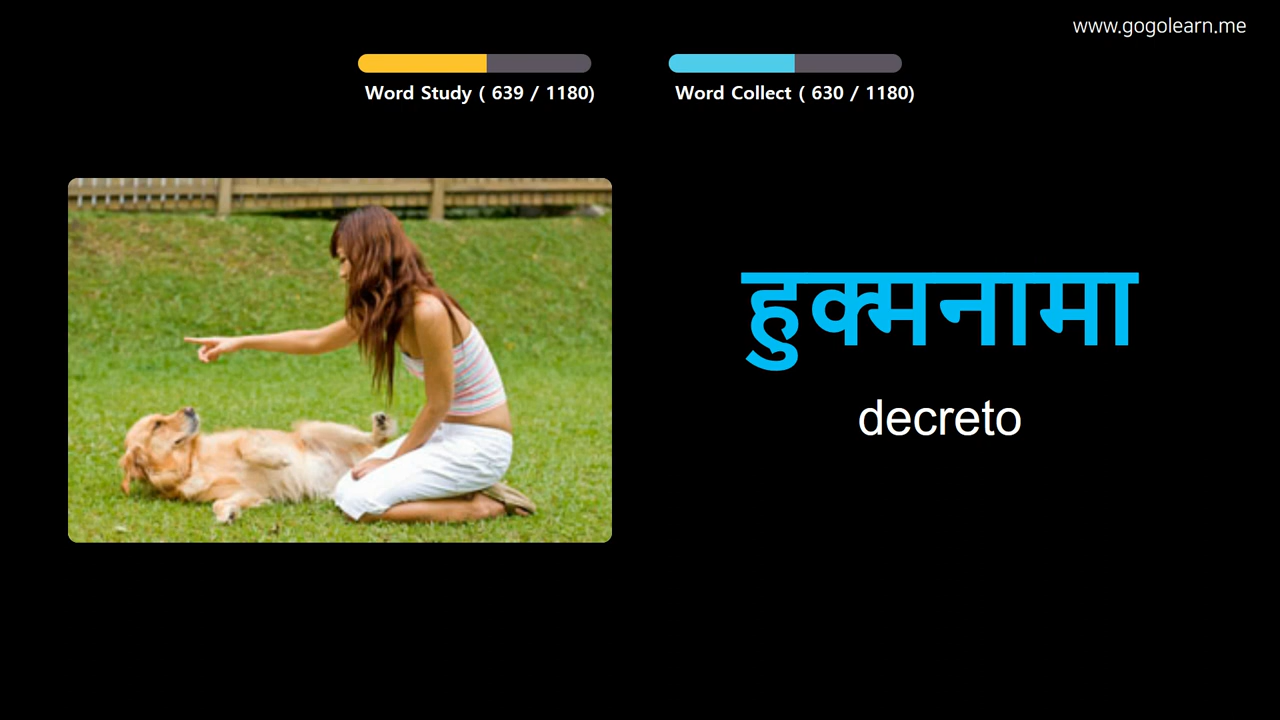 www.gogolearn.me
Word Study ( 639 / 1180)
Word Collect ( 630 / 1180)
हुक्मनामा
decreto